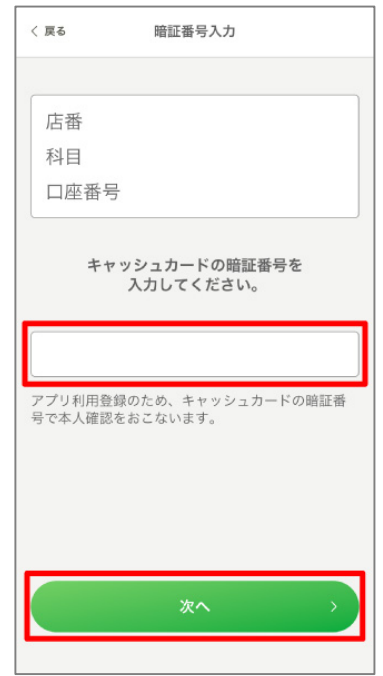 〈 戻る 暗証番号入力
店番
科目
口座番号
キャッシュカードの暗証番号を
入力してください。
アプリ利用登録のため、キャッシュカードの暗証番
号で本人確認をおこないます。
次へ 〉